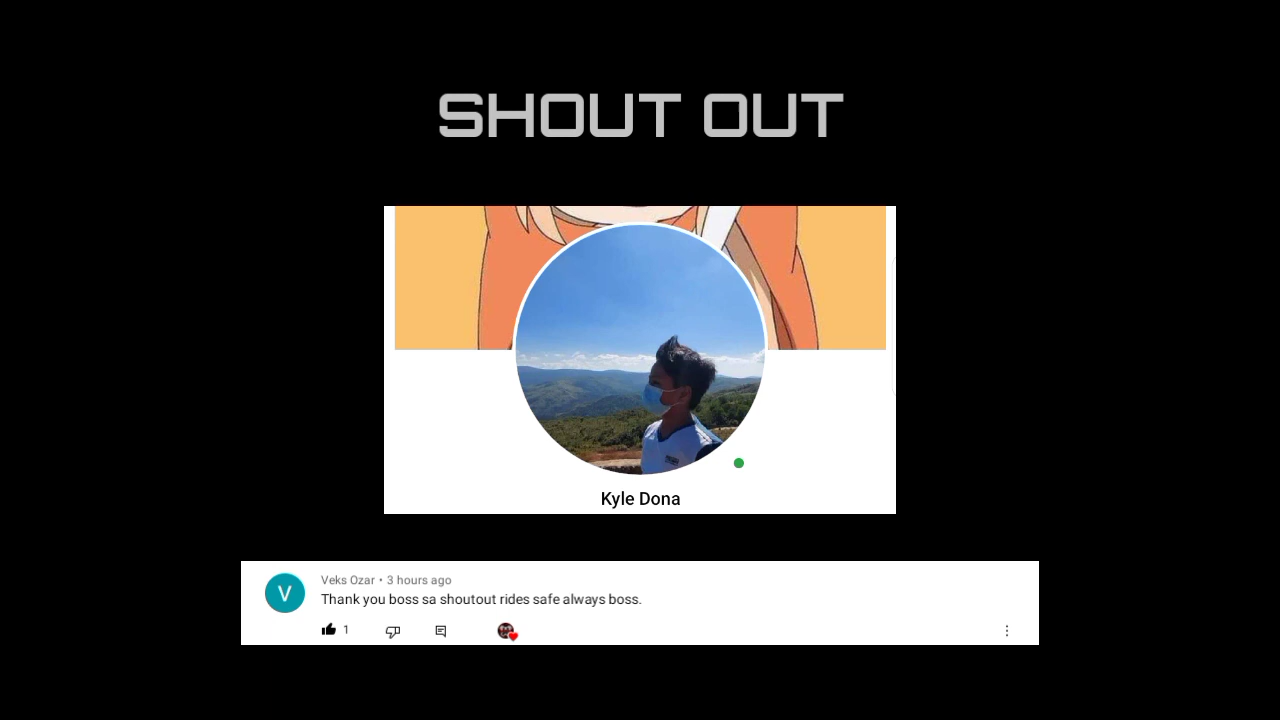 SHOUT OUT
Kyle Dona
V
Veks Ozar • 3 hours ago
Thank you boss sa shoutout rides safe always boss.
1